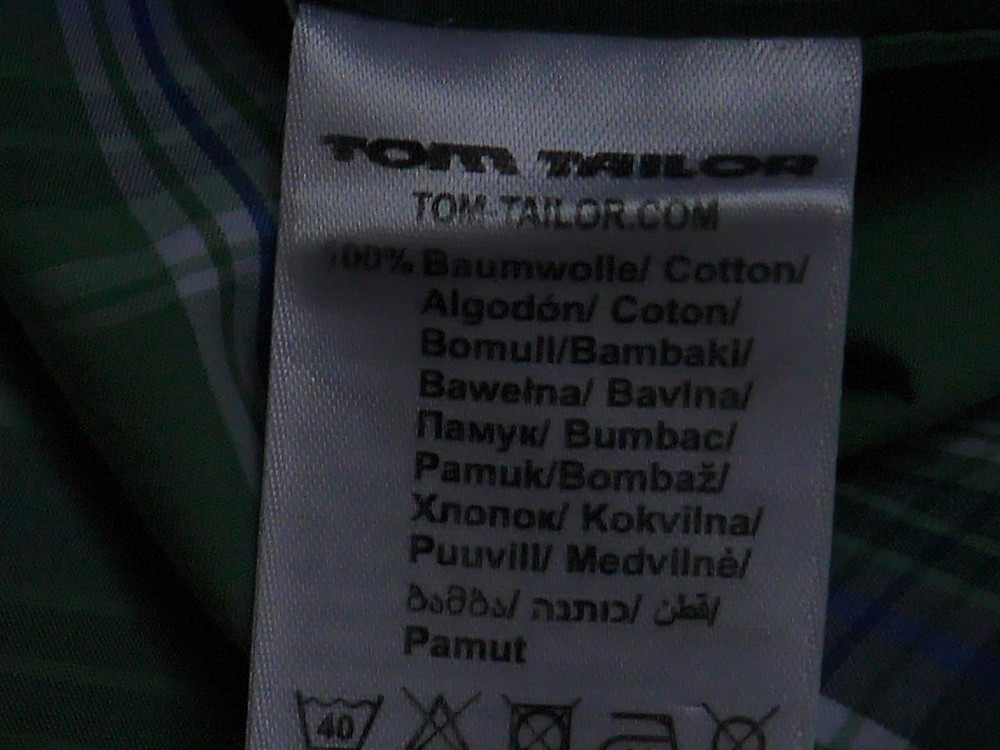 TOM TAILOR
TOM-TAILOR.COM
100% Baumwolle/ Cotton/
Algodón/ Coton/
Bomull/Bambaki/
Bawełna/ Bavlna/
Памук/ Bumbac/
Pamuk/Bombaž/
Хлопок/ Kokvilna/
Puuvill/ Medvilnė/
ბამბა/ כותנה/ قطن/
Pamut
40